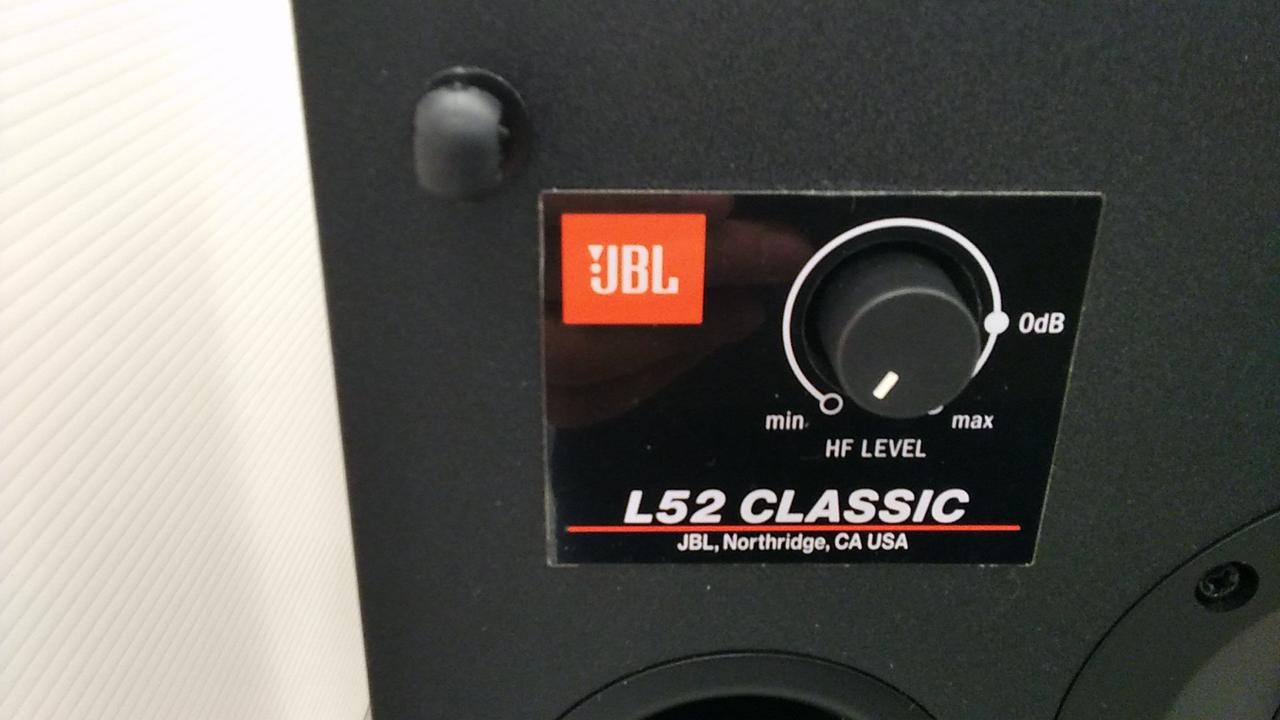 JBL
0dB
min
max
HF LEVEL
L52 CLASSIC
JBL, Northridge, CA USA